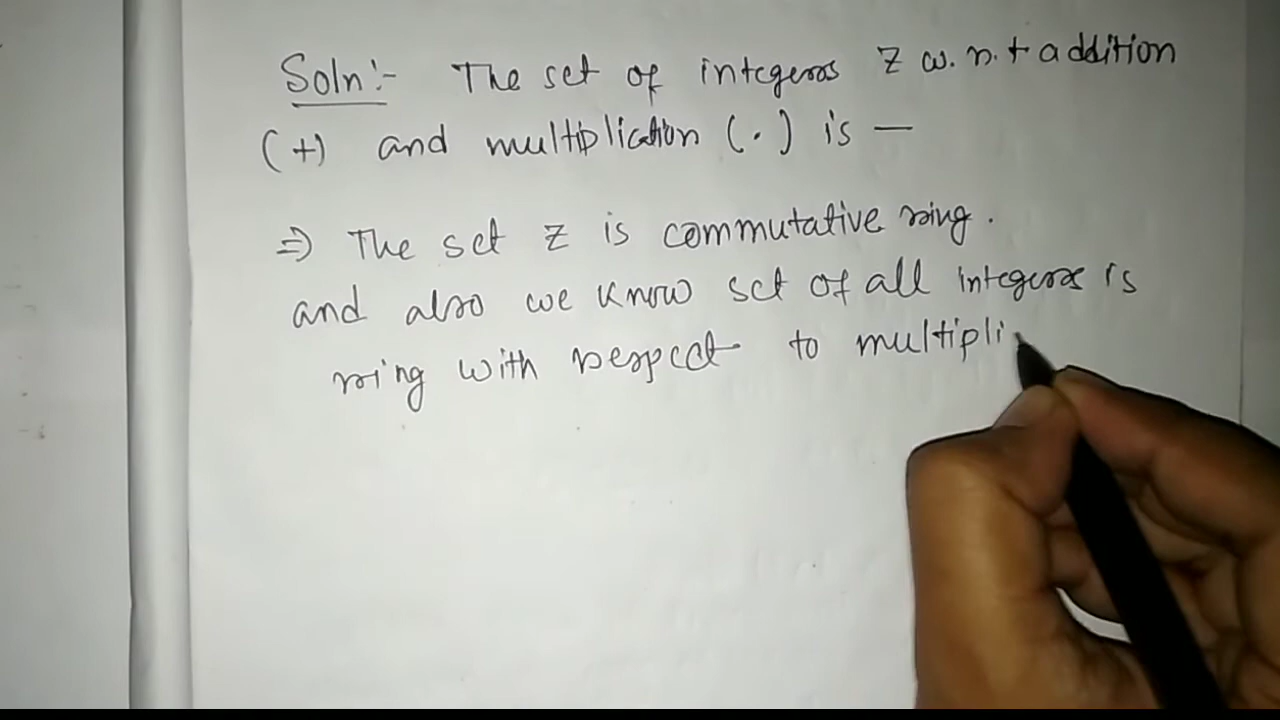 Soln:- The set of integers Z w.r.t addition
(+) and multiplication (.) is —
⇒ The set Z is commutative ring.
and also we know set of all integers is
ring with respect to multipli